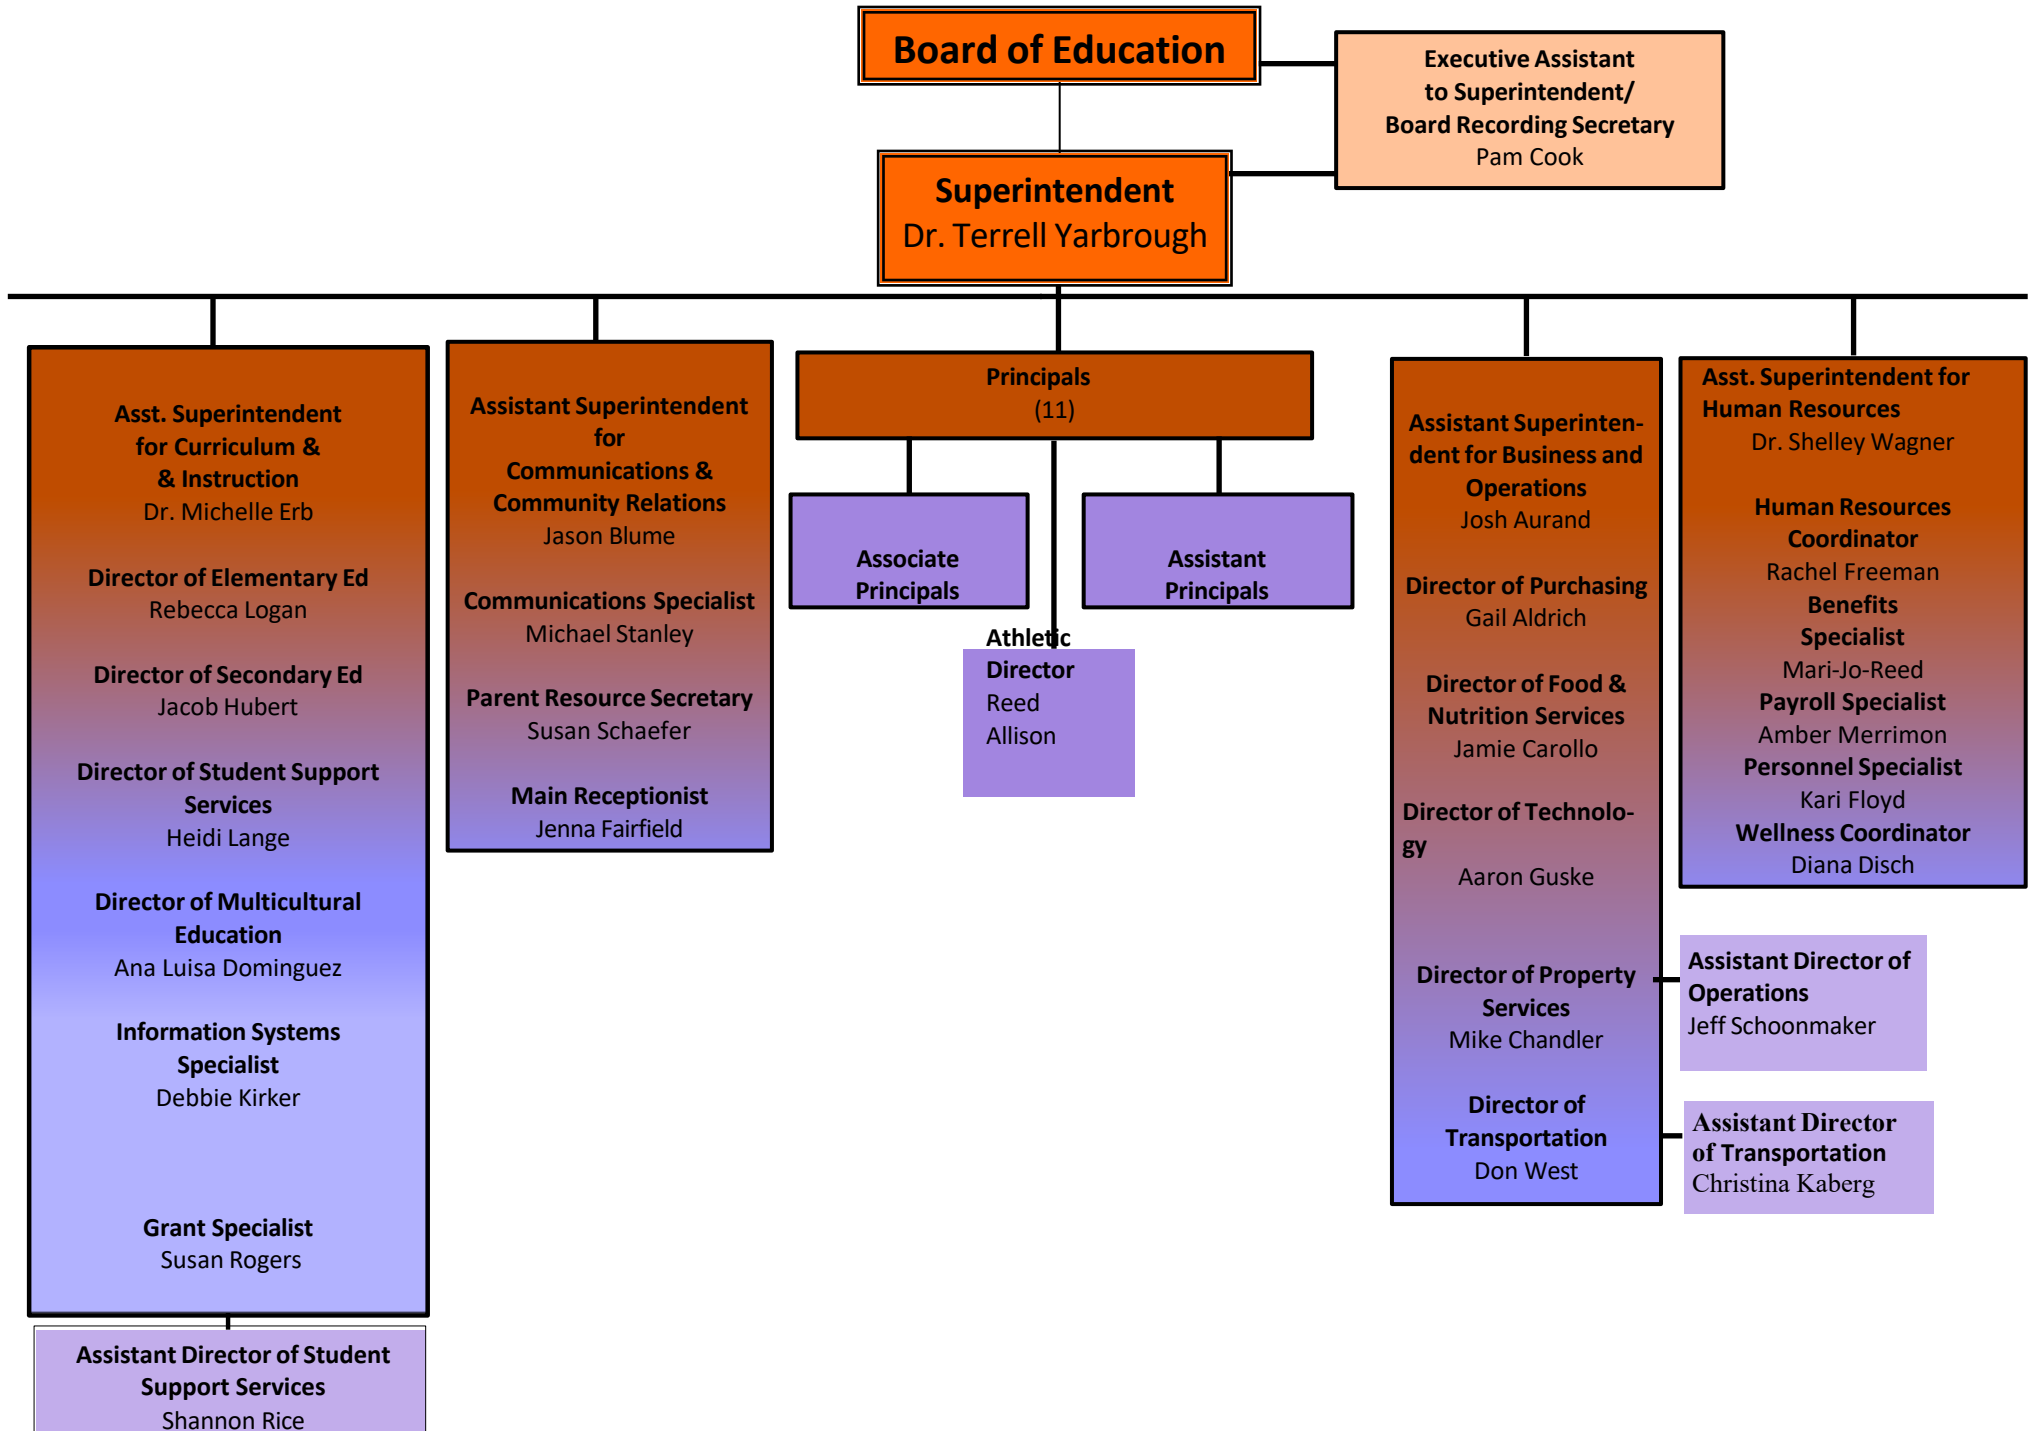 Board of Education
Executive Assistant
to Superintendent/
Board Recording Secretary
Pam Cook
Superintendent
Dr. Terrell Yarbrough
Asst. Superintendent
for Curriculum &
& Instruction
Dr. Michelle Erb
Director of Elementary Ed
Rebecca Logan
Director of Secondary Ed
Jacob Hubert
Director of Student Support
Services
Heidi Lange
Director of Multicultural
Education
Ana Luisa Dominguez
Information Systems
Specialist
Debbie Kirker
Grant Specialist
Susan Rogers
Assistant Director of Student
Support Services
Shannon Rice
Assistant Superintendent
for
Communications &
Community Relations
Jason Blume
Communications Specialist
Michael Stanley
Parent Resource Secretary
Susan Schaefer
Main Receptionist
Jenna Fairfield
Principals
(11)
Associate
Principals
Athletic
Director
Reed
Allison
Assistant
Principals
Assistant Superinten-
dent for Business and
Operations
Josh Aurand
Director of Purchasing
Gail Aldrich
Director of Food &
Nutrition Services
Jamie Carollo
Director of Technolo-
gy
Aaron Guske
Director of Property
Services
Mike Chandler
Director of
Transportation
Don West
Asst. Superintendent for
Human Resources
Dr. Shelley Wagner
Human Resources
Coordinator
Rachel Freeman
Benefits
Specialist
Mari-Jo-Reed
Payroll Specialist
Amber Merrimon
Personnel Specialist
Kari Floyd
Wellness Coordinator
Diana Disch
Assistant Director of
Operations
Jeff Schoonmaker
Assistant Director
of Transportation
Christina Kaberg